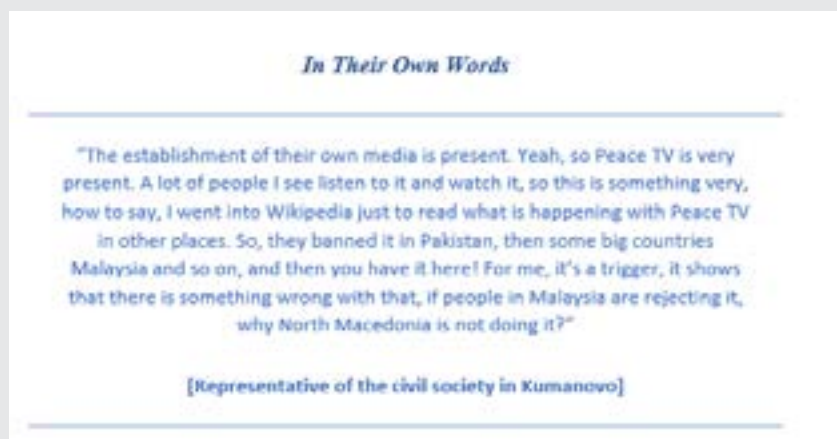 In Their Own Words
"The establishment of their own media is present. Yeah, so Peace TV is very
present. A lot of people I see listen to it and watch it, so this is something very,
how to say, I went into Wikipedia just to read what is happening with Peace TV
in other places. So, they banned it in Pakistan, then some big countries
Malaysia and so on, and then you have it here! For me, it's a trigger, it shows
that there is something wrong with that, if people in Malaysia are rejecting it,
why North Macedonia is not doing it?"
[Representative of the civil society in Kumanovo]